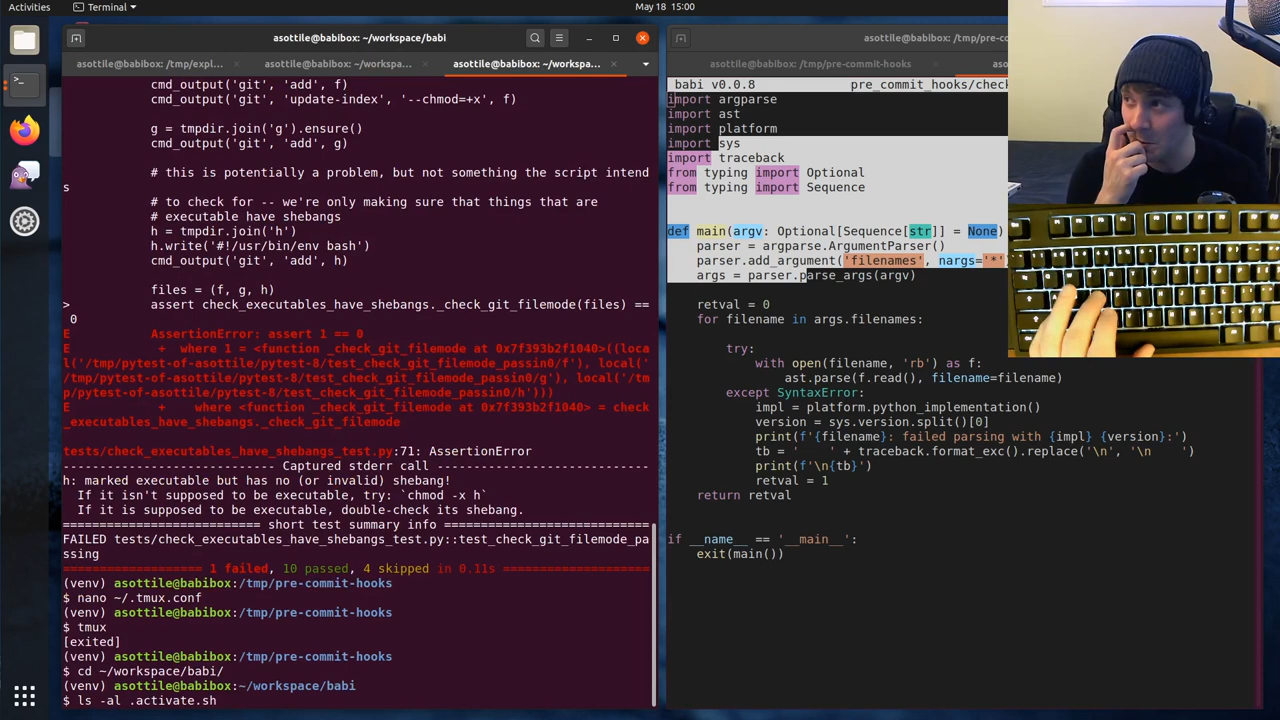 Activities
Terminal
May 18 15:00
asottile@babibox: ~/workspace/babi
asottile@babibox: /tmp/expl...
asottile@babibox: ~/workspa...
asottile@babibox: ~/workspa...
cmd_output('git', 'add', f)
cmd_output('git', 'update-index', '--chmod=+x', f)
g = tmpdir.join('g').ensure()
cmd_output('git', 'add', g)
# this is potentially a problem, but not something the script intend
s
# to check for -- we're only making sure that things that are
# executable have shebangs
h = tmpdir.join('h')
h.write('#!/usr/bin/env bash')
cmd_output('git', 'add', h)
files = (f, g, h)
> assert check_executables_have_shebangs._check_git_filemode(files) ==
0
E AssertionError: assert 1 == 0
E + where 1 = <function _check_git_filemode at 0x7f393b2f1040>((loca
l('/tmp/pytest-of-asottile/pytest-8/test_check_git_filemode_passin0/f'), local('
/tmp/pytest-of-asottile/pytest-8/test_check_git_filemode_passin0/g'), local('/tm
p/pytest-of-asottile/pytest-8/test_check_git_filemode_passin0/h')))
E + where <function _check_git_filemode at 0x7f393b2f1040> = check
_executables_have_shebangs._check_git_filemode
tests/check_executables_have_shebangs_test.py:71: AssertionError
----------------------------- Captured stderr call -----------------------------
h: marked executable but has no (or invalid) shebang!
If it isn't supposed to be executable, try: `chmod -x h`
If it is supposed to be executable, double-check its shebang.
=========================== short test summary info ============================
FAILED tests/check_executables_have_shebangs_test.py::test_check_git_filemode_pa
ssing
=================== 1 failed, 10 passed, 4 skipped in 0.11s ====================
(venv) asottile@babibox:/tmp/pre-commit-hooks
$ nano ~/.tmux.conf
(venv) asottile@babibox:/tmp/pre-commit-hooks
$ tmux
[exited]
(venv) asottile@babibox:/tmp/pre-commit-hooks
$ cd ~/workspace/babi/
(venv) asottile@babibox:~/workspace/babi
$ ls -al .activate.sh
asottile@babibox: /tmp/pre-c
asottile@babibox: /tmp/pre-commit-hooks
aso
babi v0.0.8 pre_commit_hooks/check
import argparse
import ast
import platform
import sys
import traceback
from typing import Optional
from typing import Sequence
def main(argv: Optional[Sequence[str]] = None)
parser = argparse.ArgumentParser()
parser.add_argument('filenames', nargs='*'
args = parser.parse_args(argv)
retval = 0
for filename in args.filenames:
try:
with open(filename, 'rb') as f:
ast.parse(f.read(), filename=filename)
except SyntaxError:
impl = platform.python_implementation()
version = sys.version.split()[0]
print(f'{filename}: failed parsing with {impl} {version}:')
tb = '    ' + traceback.format_exc().replace('\n', '\n    ')
print(f'\n{tb}')
retval = 1
return retval
if __name__ == '__main__':
exit(main())